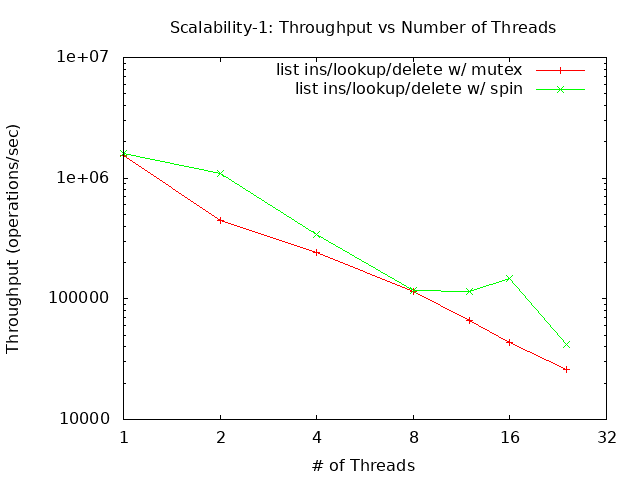 Scalability-1: Throughput vs Number of Threads
1e+07
list ins/lookup/delete w/ mutex
list ins/lookup/delete w/ spin
1e+06
Throughput (operations/sec)
100000
10000
1 2 4 8 16 32
# of Threads